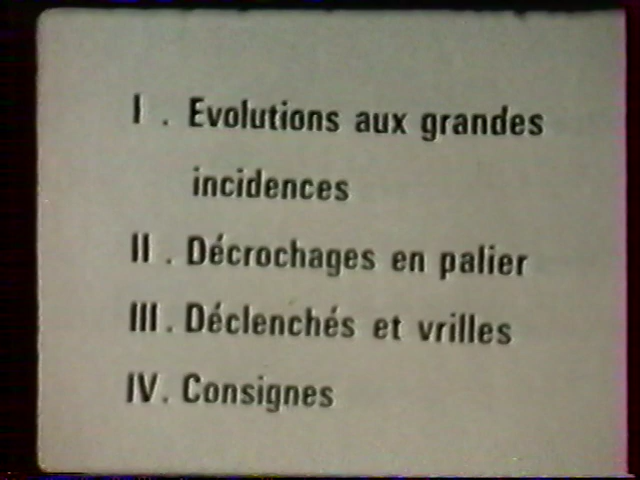 I . Evolutions aux grandes
incidences
II . Décrochages en palier
III . Déclenchés et vrilles
IV . Consignes